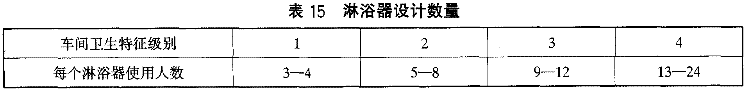 表 15 淋浴器设计数量
车间卫生特征级别 1 2 3 4
每个淋浴器使用人数 3—4 5—8 9—12 13—24